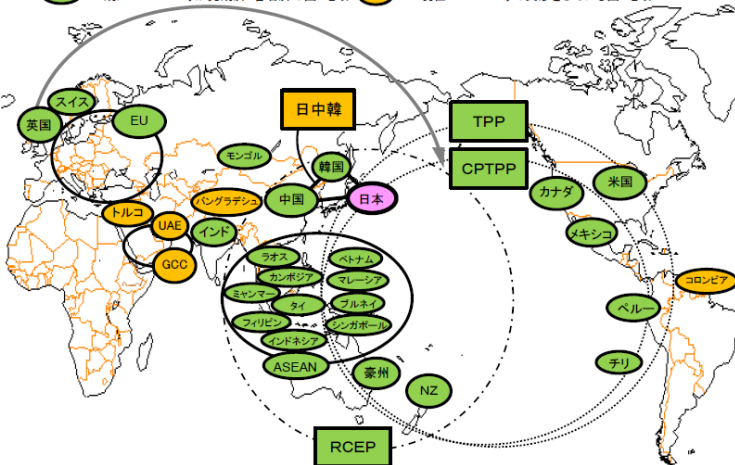 日中韓
TPP
スイス
英国
EU
モンゴル
韓国
CPTPP
カナダ
米国
バングラデシュ
中国
日本
トルコ
UAE
インド
メキシコ
GCC
ラオス
ベトナム
カンボジア
マレーシア
ミャンマー
タイ
ブルネイ
フィリピン
シンガポール
インドネシア
ASEAN
豪州
NZ
コロンビア
ペルー
チリ
RCEP